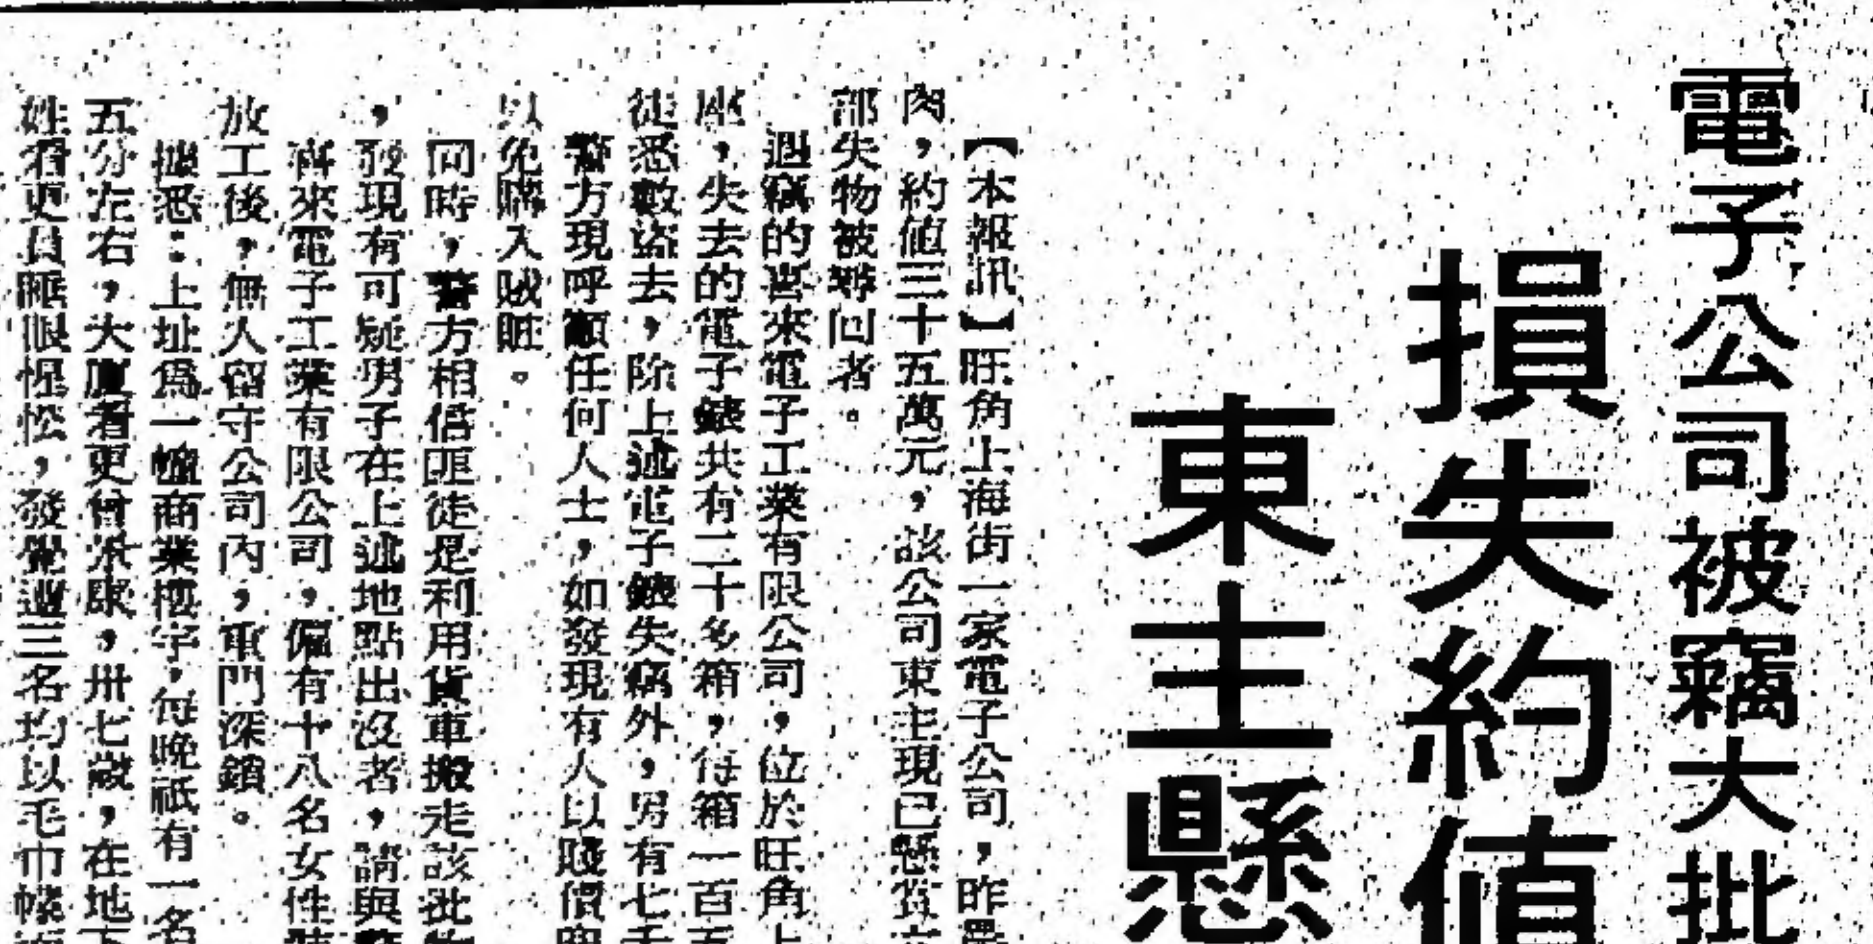 電子公司被竊大批
損失約值
東主懸
【本報訊】旺角上海街一家電子公司，昨
肉，約值三十五萬元，該公司東主現已懸賞
部失物被尋回者。
遇竊的喜來電子工業有限公司，位於旺角上
座，失去的電子錶共有二十多箱，每箱一百五
徒悉數盜去，除上述電子錶失竊外，另有七千
警方現呼籲任何人士，如發現有人以賤價
以免購入賊賍。
同時，警方相信匪徒是利用貨車搬走該批
，發現有可疑男子在上述地點出沒者，請與警
喜來電子工業有限公司，僱有十八名女性
放工後，無人留守公司內，重門深鎖。
據悉：上址爲一幢商業樓宇，每晚祇有一名
五分左右，大廈看更曾 康，卅七歲，在地下
姓看更員睡眼惺忪，發覺 三名均以毛巾幪